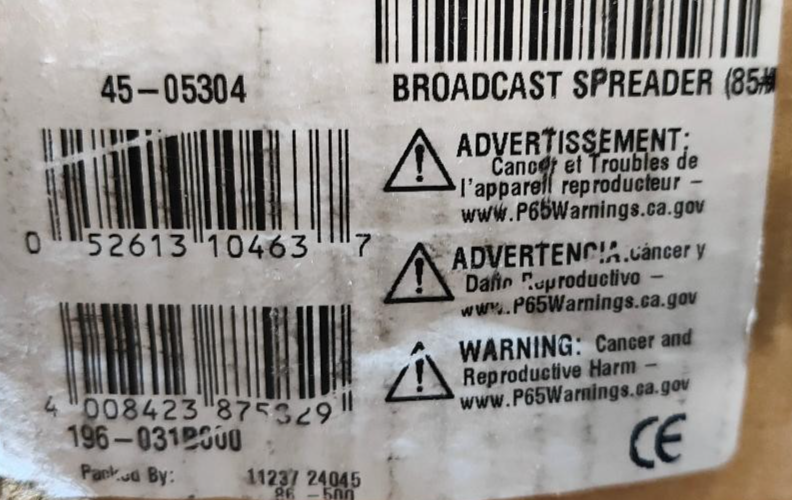 45-05304
BROADCAST SPREADER (85#
0 52613 10463 7
ADVERTISSEMENT:
Cancer et Troubles de
l'appareil reproducteur –
www.P65Warnings.ca.gov
ADVERTENCIA: cáncer y
Daño Reproductivo –
www.P65Warnings.ca.gov
WARNING: Cancer and
Reproductive Harm –
www.P65Warnings.ca.gov
4 008423 875329
CE
Packed By:
11237 24045